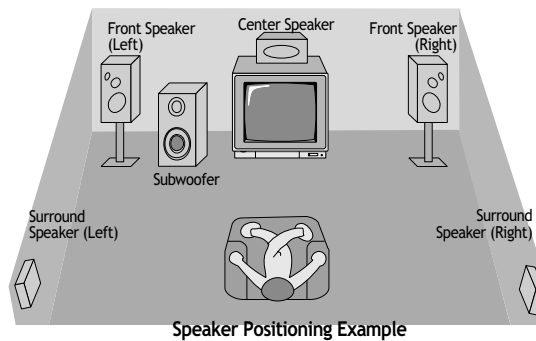 Front Speaker
(Left)
Center Speaker
Front Speaker
(Right)
Subwoofer
Surround
Speaker (Left)
Surround
Speaker (Right)
Speaker Positioning Example